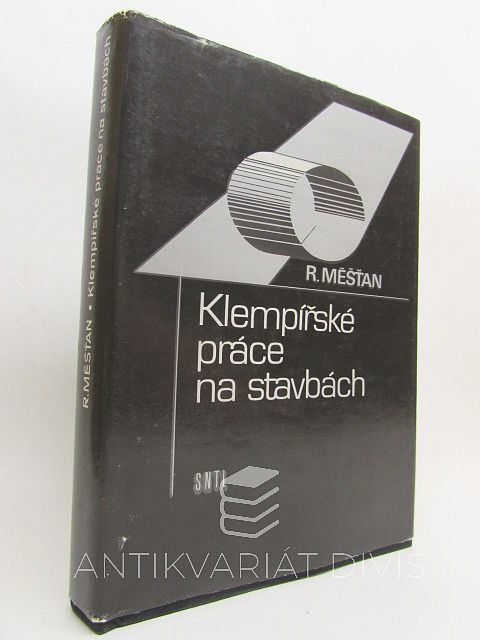 R. MĚŠŤAN • Klempířské práce na stavbách
R. MĚŠŤAN
Klempířské
práce
na stavbách
SNTL
ANTIKVARIÁT DIVIŠ